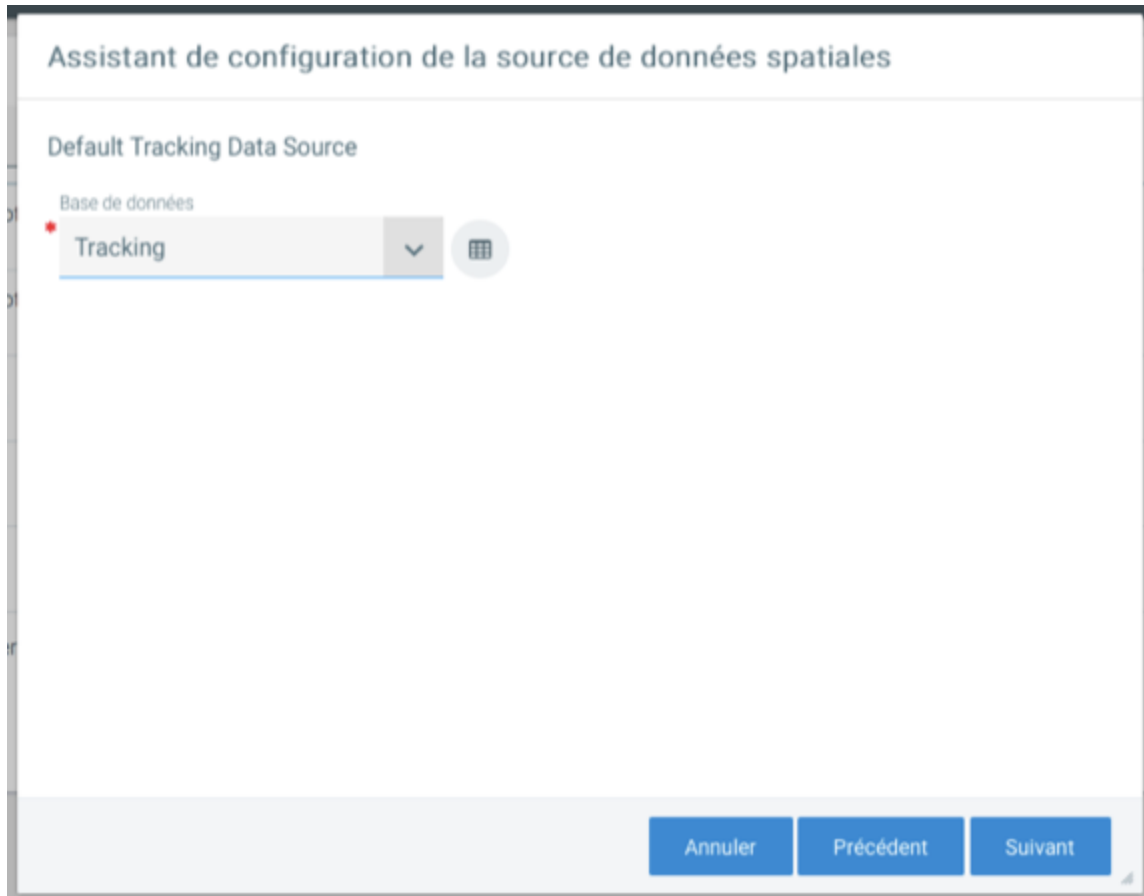 Assistant de configuration de la source de données spatiales
Default Tracking Data Source
Base de données
* Tracking
Annuler Précédent Suivant